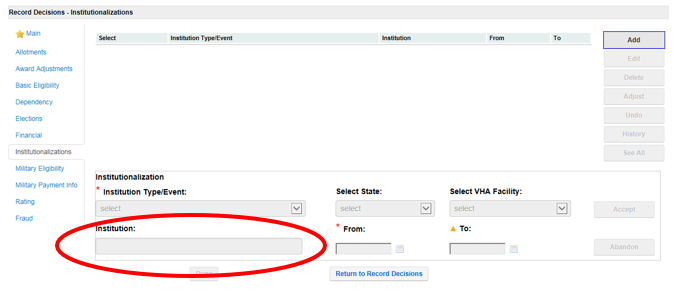 Record Decisions - Institutionalizations
Main
Allotments
Award Adjustments
Basic Eligibility
Dependency
Elections
Financial
Institutionalizations
Military Eligibility
Military Payment Info
Rating
Fraud
Select Institution Type/Event Institution From To
Add
Edit
Delete
Adjust
Undo
History
See All
Institutionalization
* Institution Type/Event: Select State: Select VHA Facility:
select select select Accept
Institution: * From: To:
Abandon
Return to Record Decisions